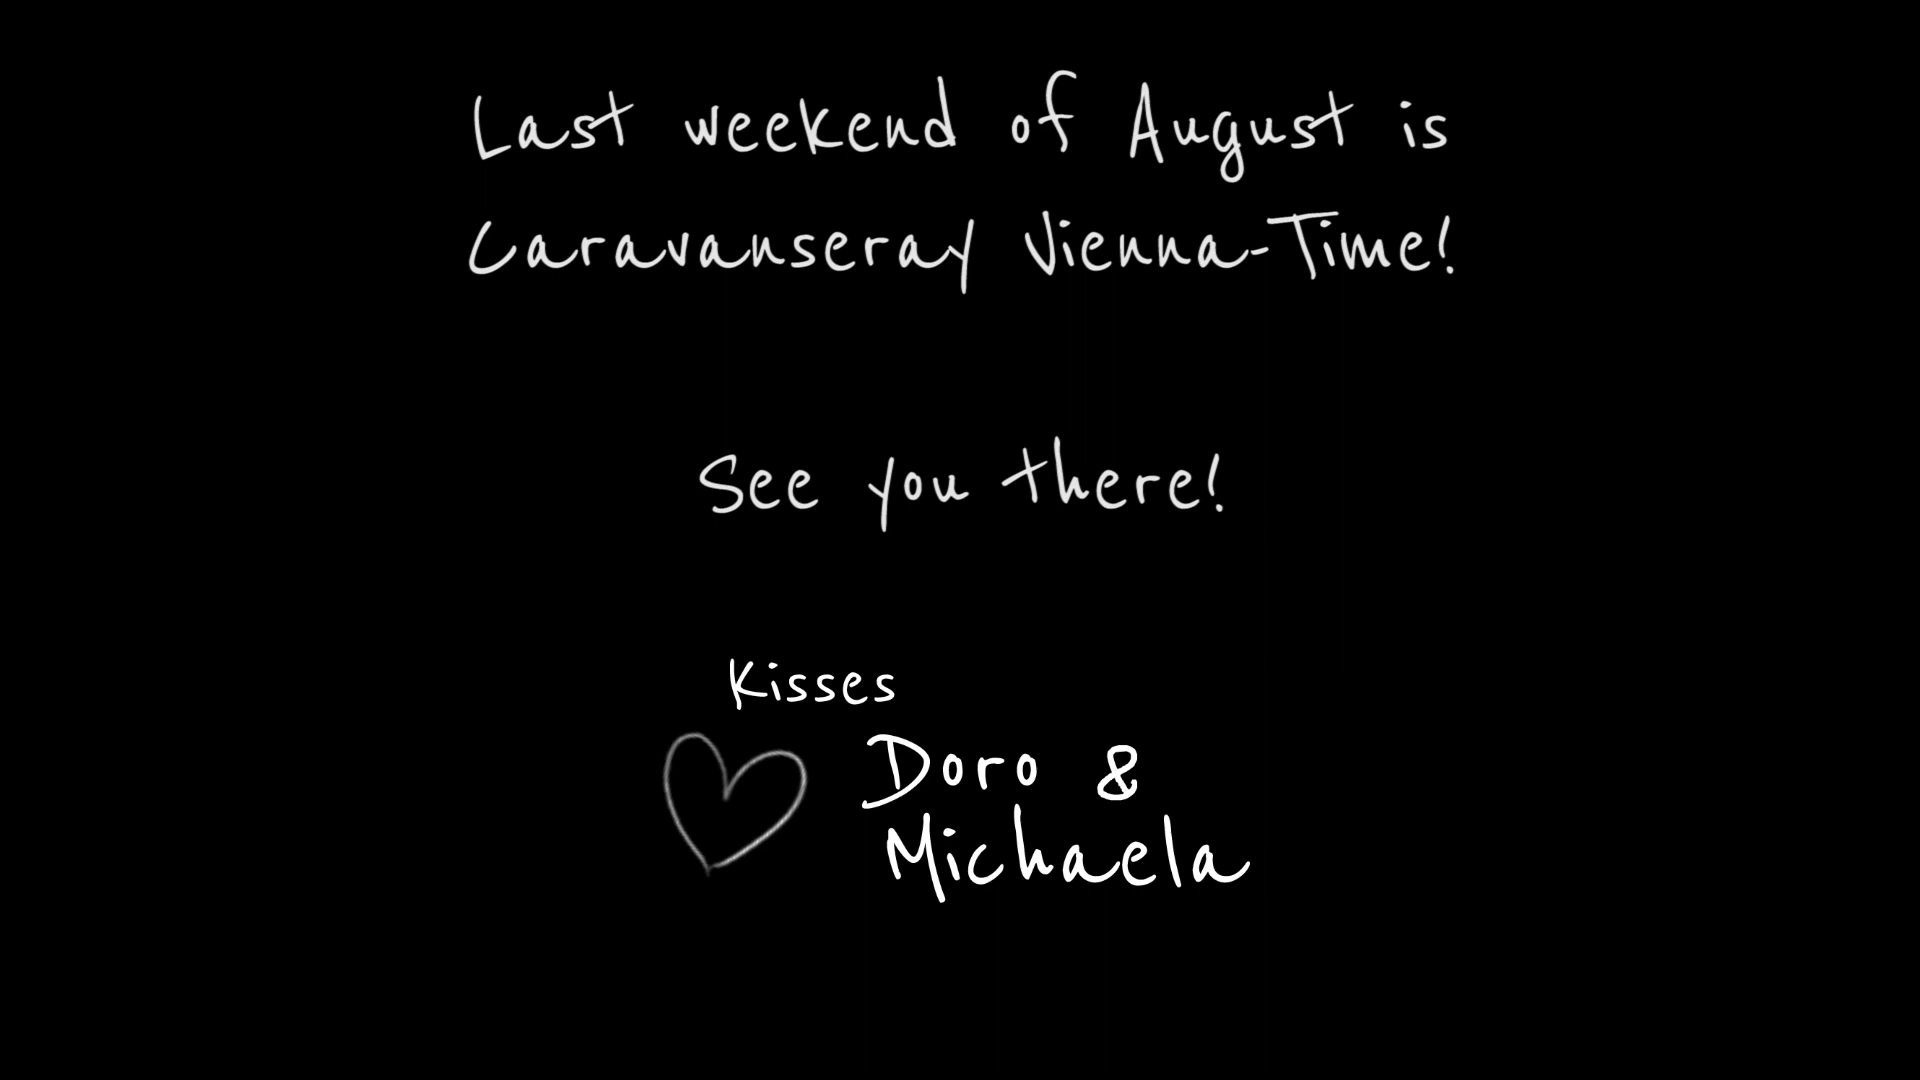 Last weekend of August is
Caravanseray Vienna-Time!
See you there!
Kisses
Doro &
Michaela